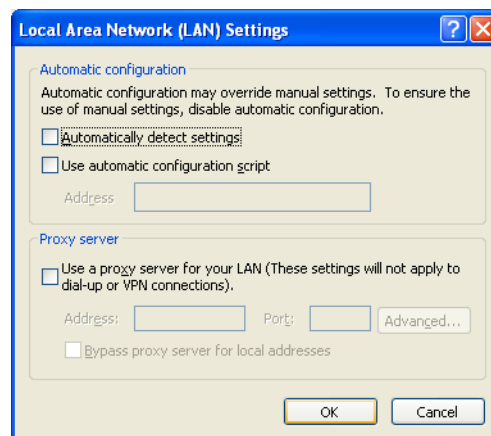 Local Area Network (LAN) Settings
Automatic configuration
Automatic configuration may override manual settings. To ensure the
use of manual settings, disable automatic configuration.
Automatically detect settings
Use automatic configuration script
Address
Proxy server
Use a proxy server for your LAN (These settings will not apply to
dial-up or VPN connections).
Address:
Port:
Advanced...
Bypass proxy server for local addresses
OK
Cancel